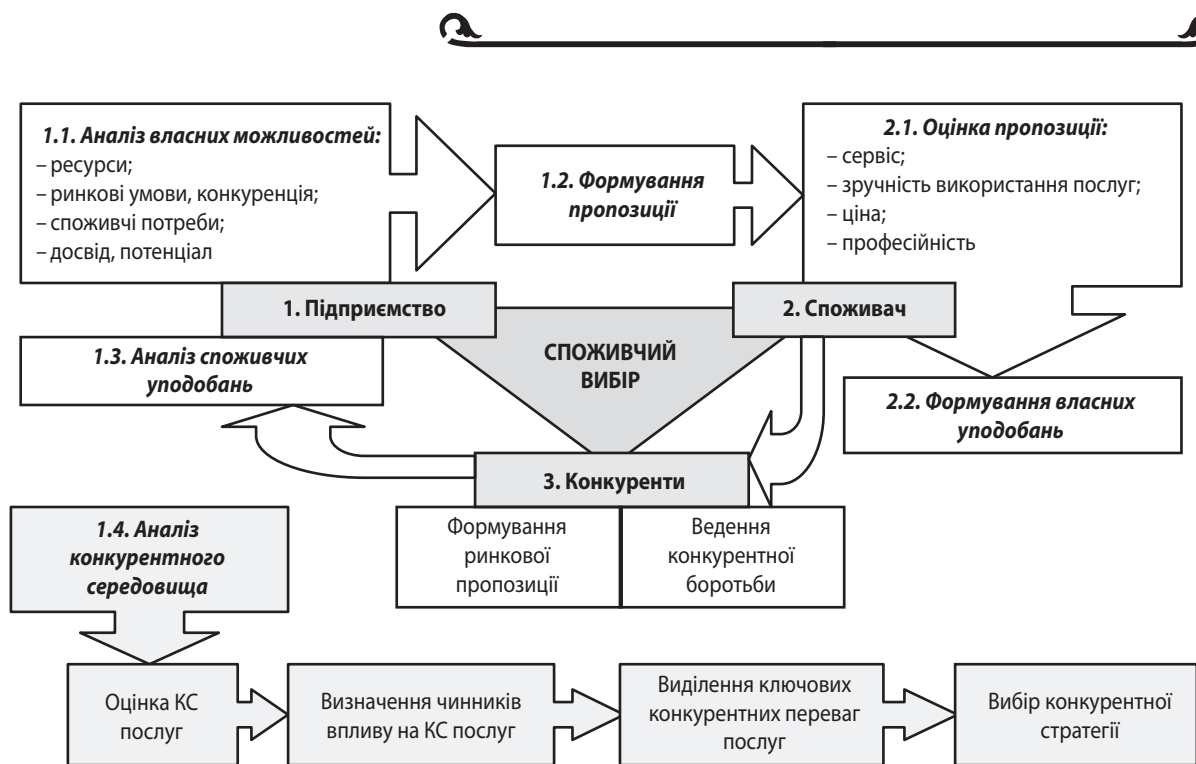 1.1. Аналіз власних можливостей:
– ресурси;
– ринкові умови, конкуренція;
– споживчі потреби;
– досвід, потенціал
1.2. Формування
пропозиції
2.1. Оцінка пропозиції:
– сервіс;
– зручність використання послуг;
– ціна;
– професійність
1. Підприємство
2. Споживач
СПОЖИВЧИЙ
ВИБІР
1.3. Аналіз споживчих
уподобань
2.2. Формування власних
уподобань
3. Конкуренти
Формування
ринкової
пропозиції
Ведення
конкурентної
боротьби
1.4. Аналіз
конкурентного
середовища
Оцінка КС
послуг
Визначення чинників
впливу на КС послуг
Виділення ключових
конкурентних переваг
послуг
Вибір конкурентної
стратегії